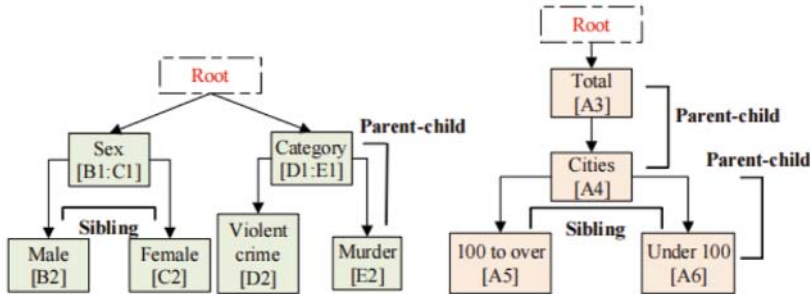 Root
Sex
[B1:C1]
Category
[D1:E1]
Parent-child
Sibling
Male
[B2]
Female
[C2]
Violent
crime
[D2]
Murder
[E2]
Root
Total
[A3]
Parent-child
Cities
[A4]
Parent-child
Sibling
100 to over
[A5]
Under 100
[A6]